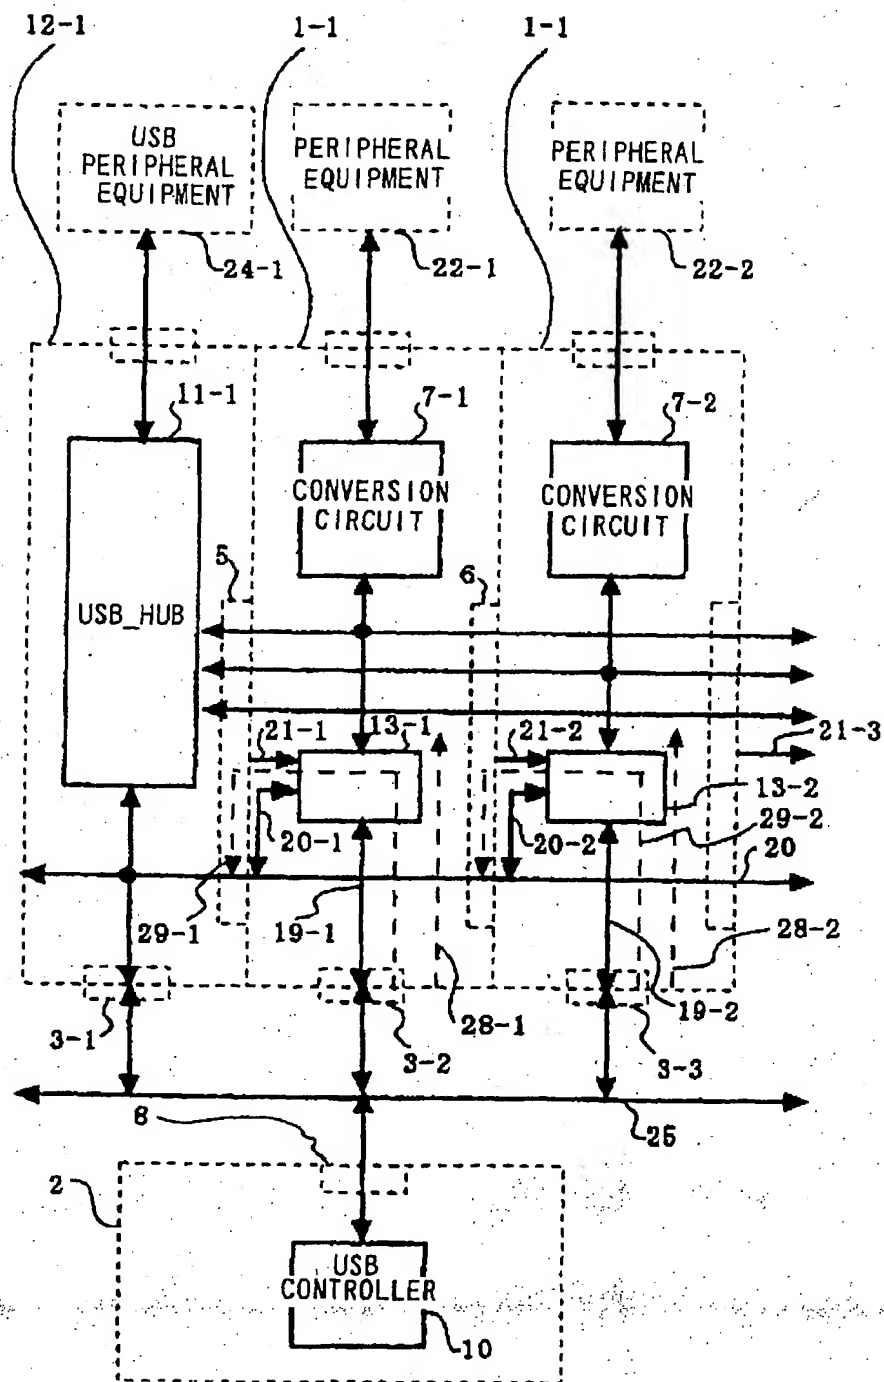 12-1 1-1 1-1
USB
PERIPHERAL
EQUIPMENT
PERIPHERAL
EQUIPMENT
PERIPHERAL
EQUIPMENT
24-1 22-1 22-2
11-1 7-1 7-2
CONVERSION
CIRCUIT
CONVERSION
CIRCUIT
5 6
USB_HUB
21-1 13-1 21-2 21-3
13-2
29-2
20-1 20-2 20
29-1 19-1 28-2
28-1 19-2
3-1 3-2 3-3
8 25
2
USB
CONTROLLER
10